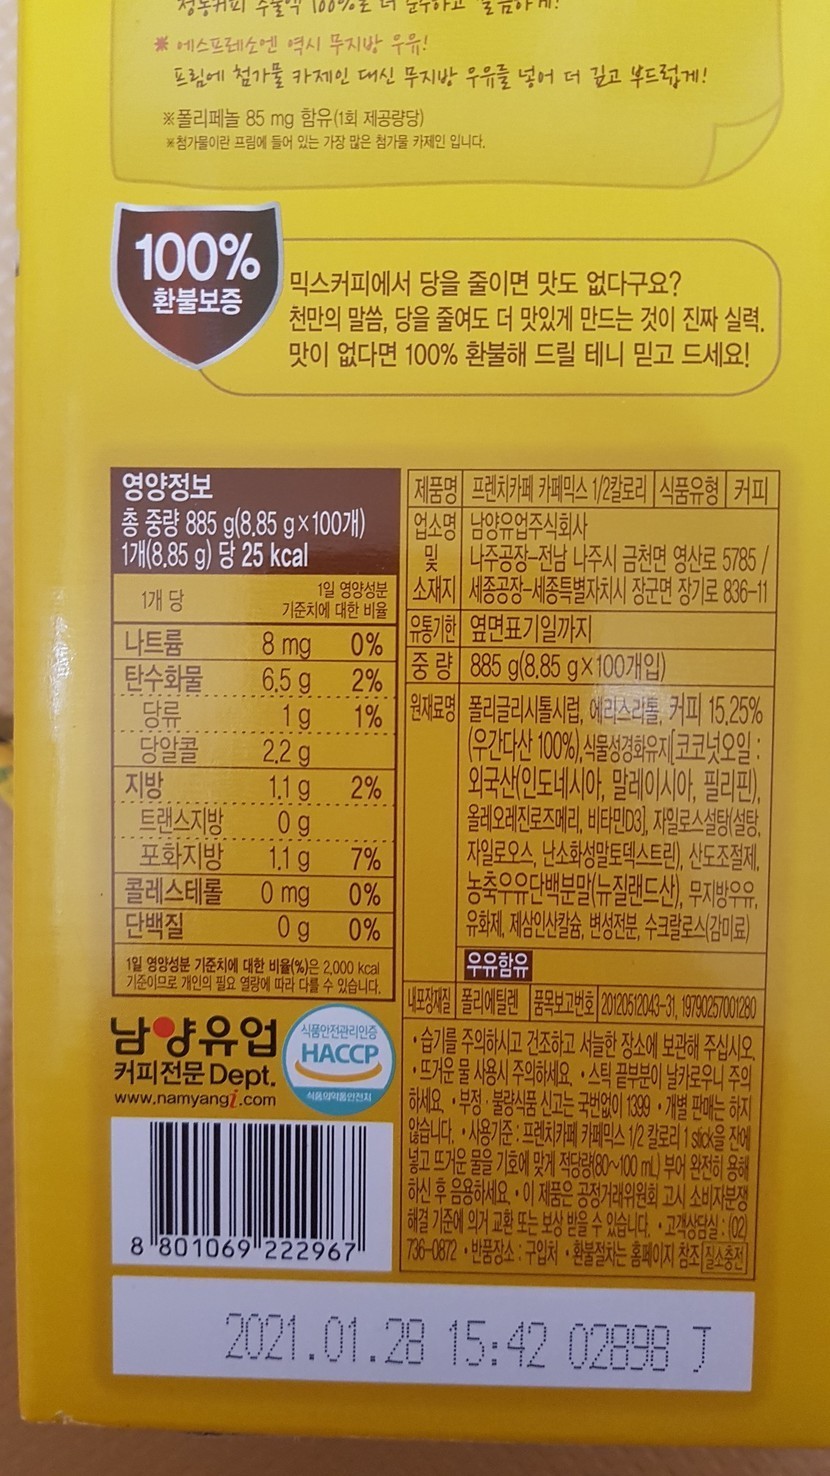 100%로 더
※ 에스프레소엔 역시 무지방 우유!
프림에 첨가물 카제인 대신 무지방 우유를 넣어 더 깊고 부드럽게!
※폴리페놀 85 mg 함유(1회 제공량당)
※첨가물이란 프림에 들어 있는 가장 많은 첨가물 카제인 입니다.
100%
환불보증
믹스커피에서 당을 줄이면 맛도 없다구요?
천만의 말씀, 당을 줄여도 더 맛있게 만드는 것이 진짜 실력.
맛이 없다면 100% 환불해 드릴 테니 믿고 드세요!
영양정보
총 중량 885 g(8.85 g×100개)
1개(8.85 g) 당 25 kcal
1개 당 1일 영양성분
기준치에 대한 비율
나트륨 8 mg 0%
탄수화물 6.5 g 2%
당류 1 g 1%
당알콜 2.2 g
지방 1.1 g 2%
트랜스지방 0 g
포화지방 1.1 g 7%
콜레스테롤 0 mg 0%
단백질 0 g 0%
1일 영양성분 기준치에 대한 비율(%)은 2,000 kcal
기준이므로 개인의 필요 열량에 따라 다를 수 있습니다.
제품명 프렌치카페 카페믹스 1/2칼로리 식품유형 커피
업소명 및 소재지 남양유업주식회사
나주공장-전남 나주시 금천면 영산로 5785 /
세종공장-세종특별자치시 장군면 장기로 836-11
유통기한 옆면표기일까지
중 량 885 g(8.85 g×100개입)
원재료명 폴리글리시톨시럽, 에리스리톨, 커피 15.25%
(우간다산 100%), 식물성경화유지[코코넛오일 :
외국산(인도네시아, 말레이시아, 필리핀),
올레오레진로즈메리, 비타민D3], 자일로스설탕(설탕,
자일로오스, 난소화성말토덱스트린), 산도조절제,
농축우유단백분말(뉴질랜드산), 무지방우유,
유화제, 제삼인산칼슘, 변성전분, 수크랄로스(감미료)
우유함유
내포장재질 폴리에틸렌 품목보고번호 20120512043-31, 19790257001280
•습기를 주의하시고 건조하고 서늘한 장소에 보관해 주십시오.
•뜨거운 물 사용시 주의하세요. •스틱 끝부분이 날카로우니 주의
하세요. •부정·불량식품 신고는 국번없이 1399 •개별 판매는 하지
않습니다. •사용기준 : 프렌치카페 카페믹스 1/2 칼로리 1 stick을 잔에
넣고 뜨거운 물을 기호에 맞게 적당량(80~100 mL) 부어 완전히 용해
하신 후 음용하세요. •이 제품은 공정거래위원회 고시 소비자분쟁
해결 기준에 의거 교환 또는 보상 받을 수 있습니다. •고객상담실 : (02)
736-0872 •반품장소 : 구입처 •환불절차는 홈페이지 참조 질소충전
남양유업
커피전문 Dept.
www.namyangi.com
식품안전관리인증
HACCP
식품의약품안전처
8 801069 222967
2021.01.28 15:42 02898 J